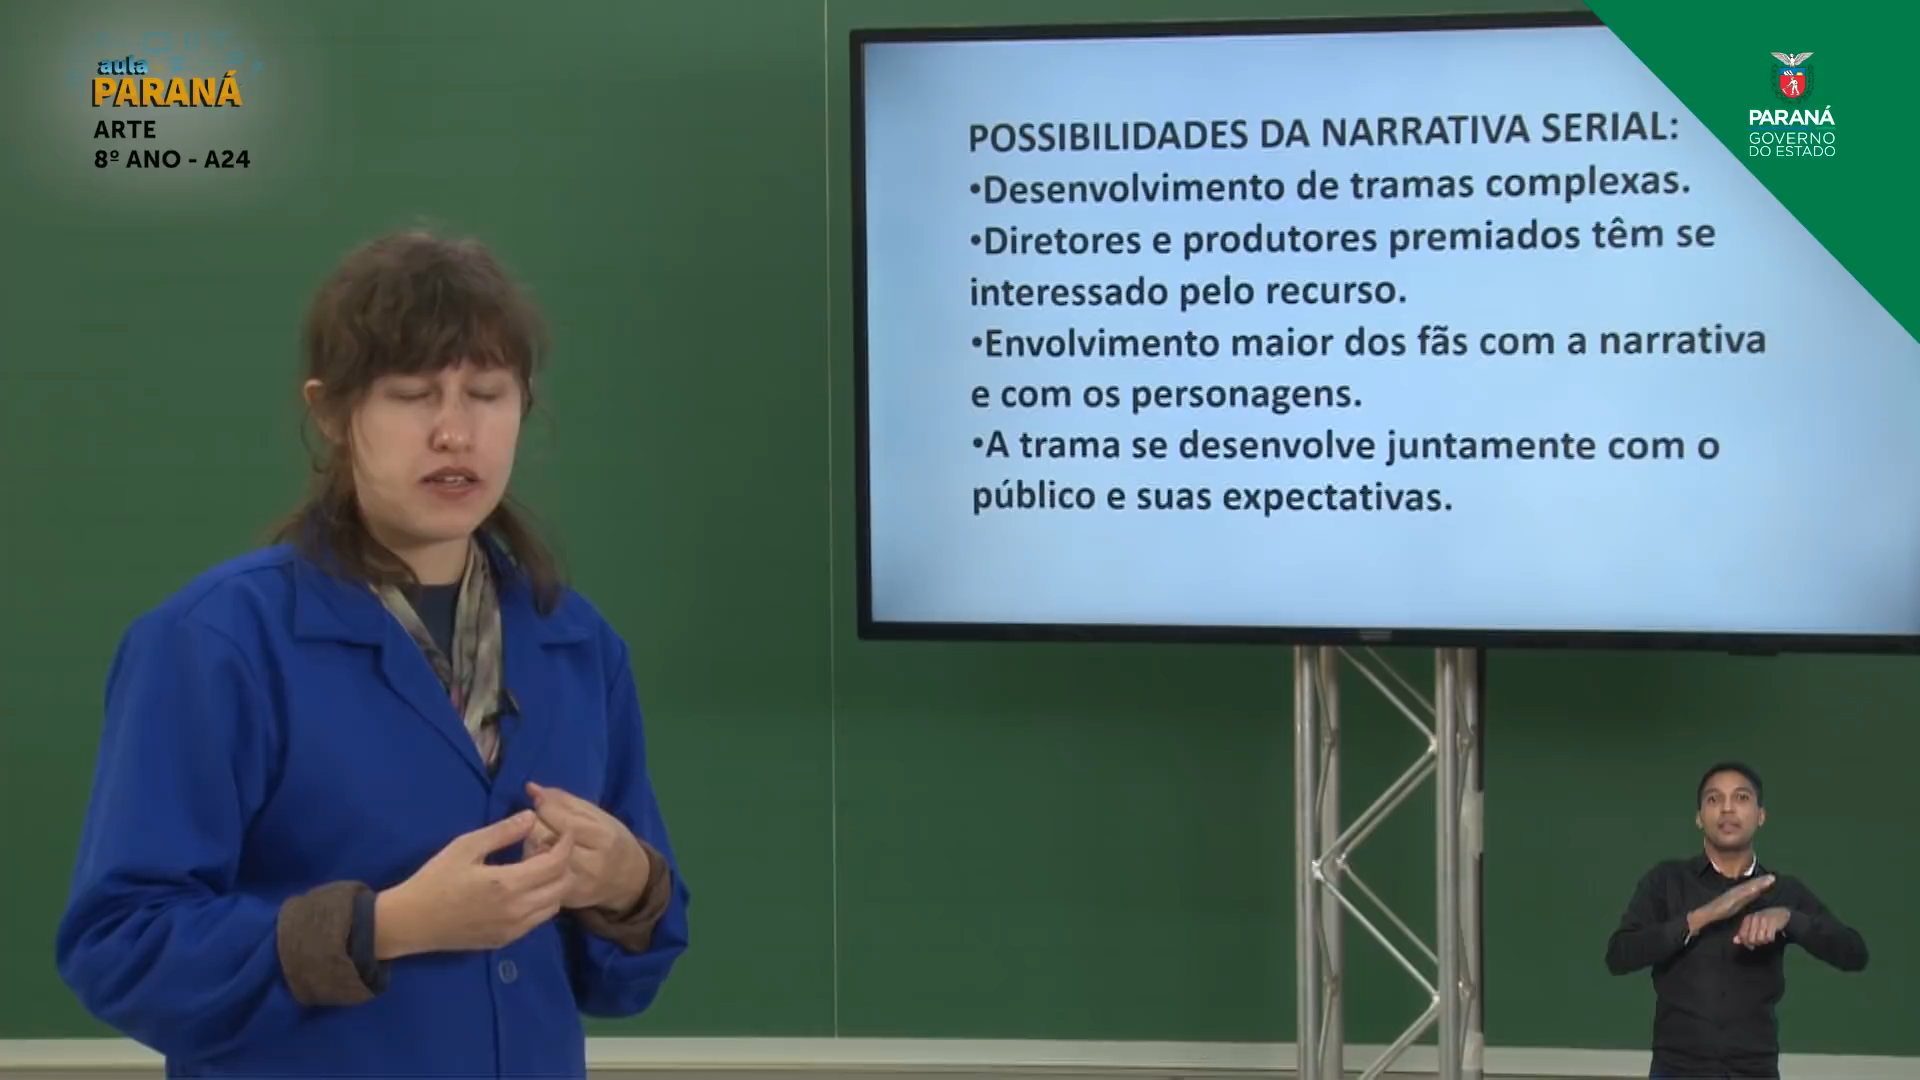 aula
PARANÁ
ARTE
8º ANO - A24
POSSIBILIDADES DA NARRATIVA SERIAL:
•Desenvolvimento de tramas complexas.
•Diretores e produtores premiados têm se
interessado pelo recurso.
•Envolvimento maior dos fãs com a narrativa
e com os personagens.
•A trama se desenvolve juntamente com o
público e suas expectativas.
PARANÁ
GOVERNO
DO ESTADO